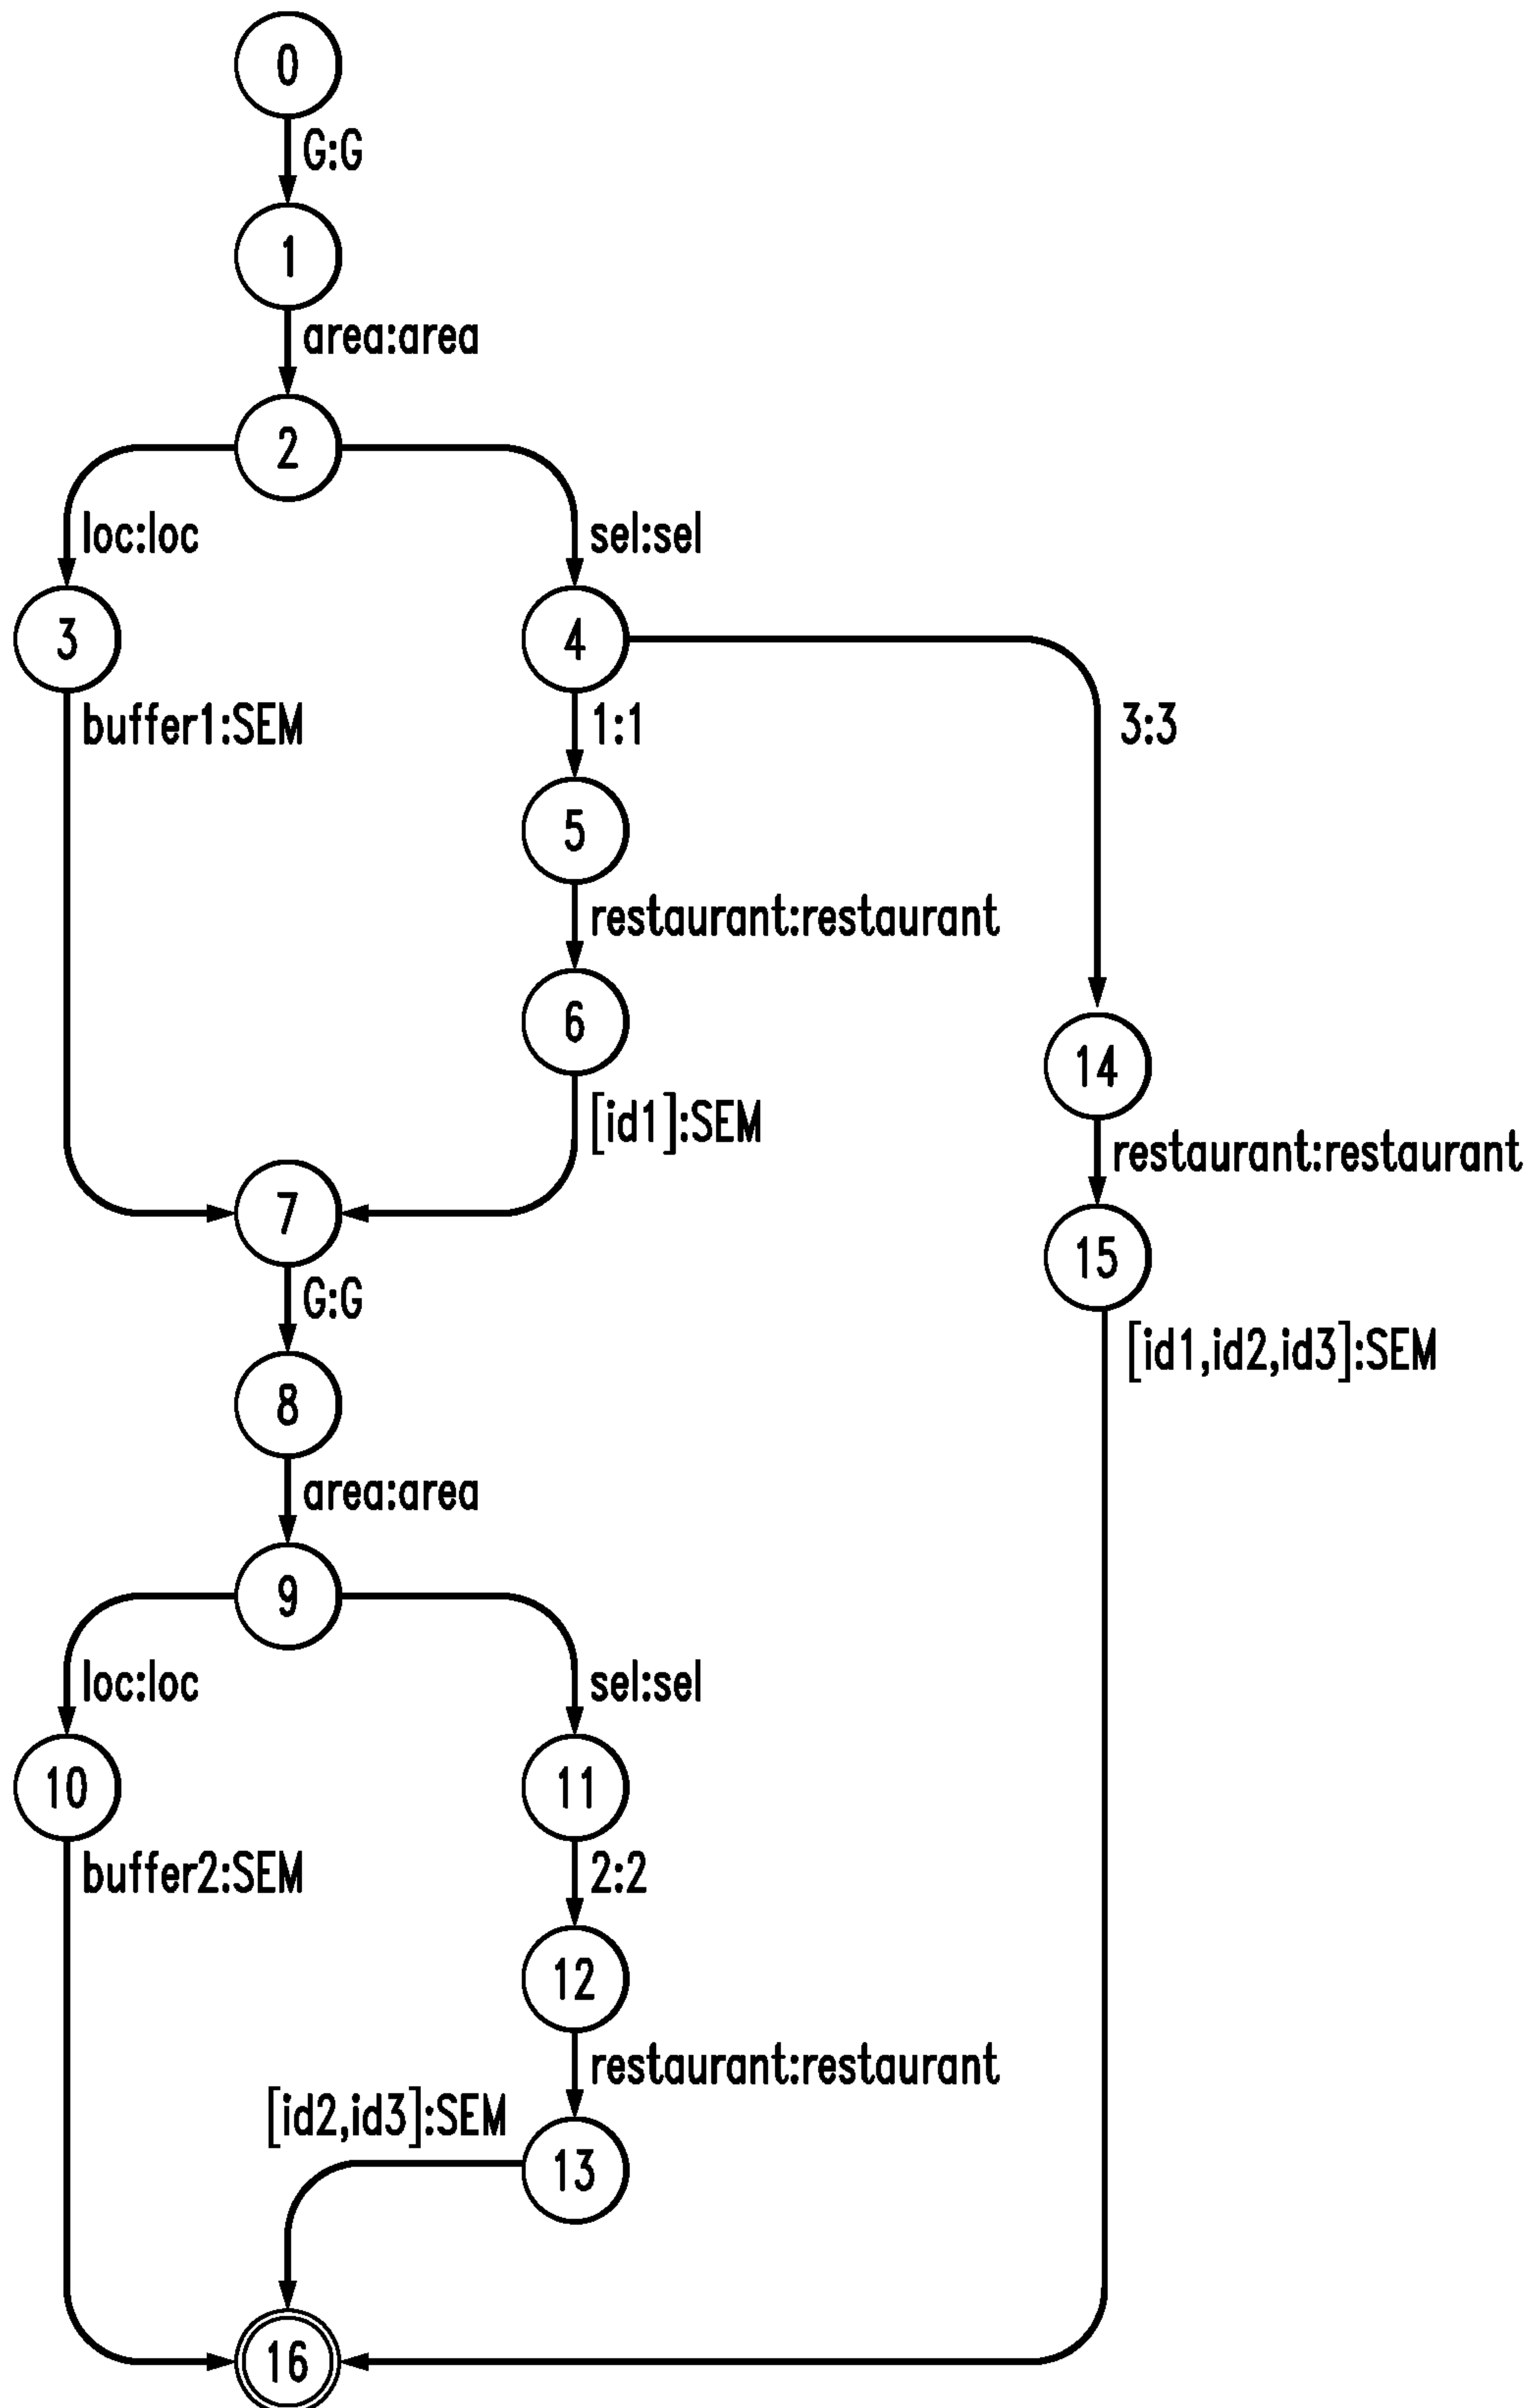 0
G:G
1
area:area
2
loc:loc
sel:sel
3
4
buffer1:SEM
1:1
3:3
5
restaurant:restaurant
6
14
[id1]:SEM
restaurant:restaurant
7
15
G:G
[id1,id2,id3]:SEM
8
area:area
9
loc:loc
sel:sel
10
11
buffer2:SEM
2:2
12
restaurant:restaurant
[id2,id3]:SEM
13
16